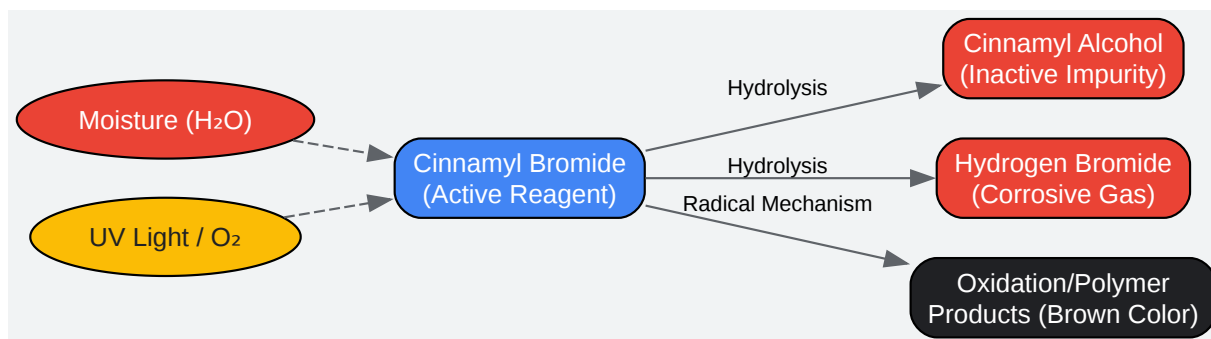 Moisture (H₂O)
UV Light / O₂
Cinnamyl Bromide
(Active Reagent)
Hydrolysis
Hydrolysis
Radical Mechanism
Cinnamyl Alcohol
(Inactive Impurity)
Hydrogen Bromide
(Corrosive Gas)
Oxidation/Polymer
Products (Brown Color)